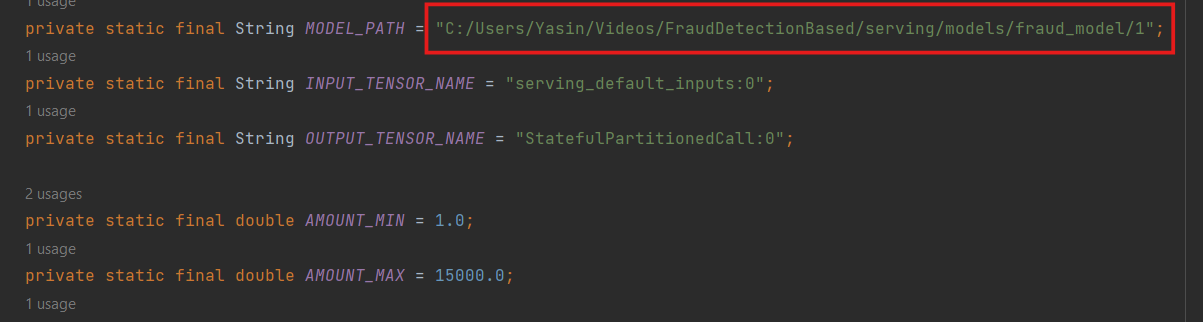 1 usage
private static final String MODEL_PATH = "C:/Users/Yasin/Videos/FraudDetectionBased/serving/models/fraud_model/1";
1 usage
private static final String INPUT_TENSOR_NAME = "serving_default_inputs:0";
1 usage
private static final String OUTPUT_TENSOR_NAME = "StatefulPartitionedCall:0";
2 usages
private static final double AMOUNT_MIN = 1.0;
1 usage
private static final double AMOUNT_MAX = 15000.0;
1 usage